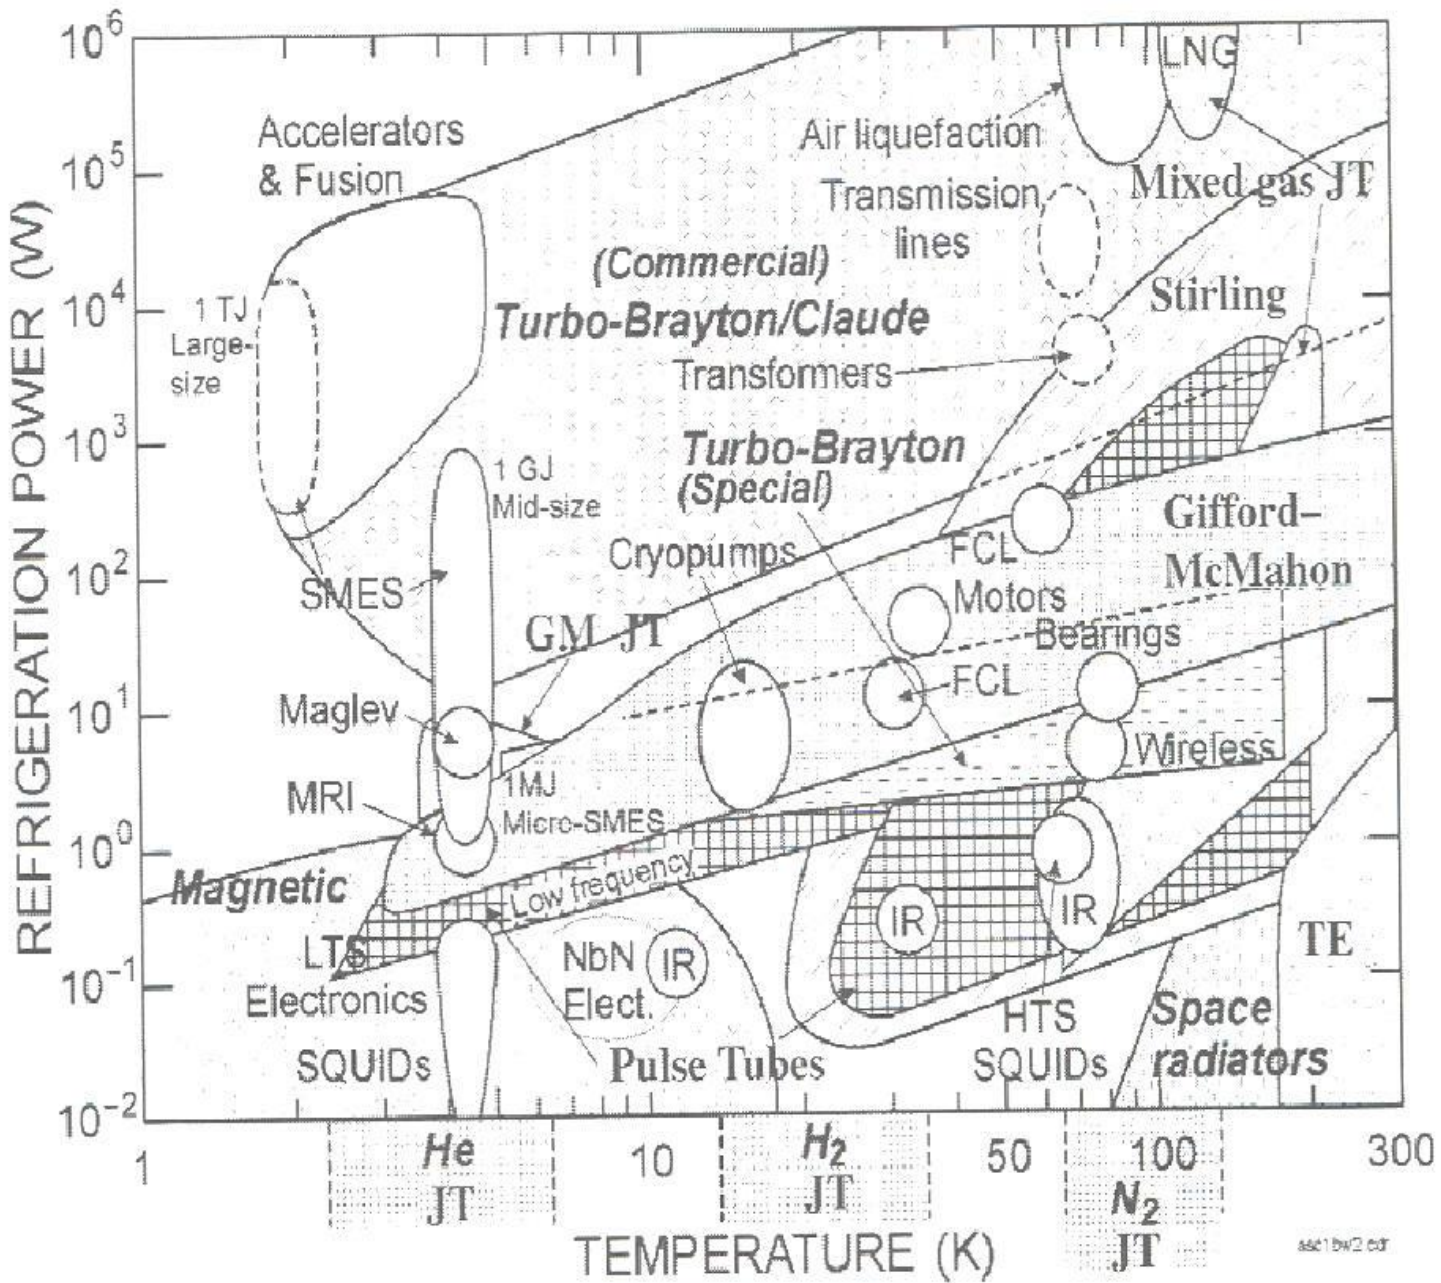 REFRIGERATION POWER (W)
10^6
10^5
10^4
10^3
10^2
10^1
10^0
10^-1
10^-2
LNG
Accelerators
& Fusion
Air liquefaction
Mixed gas JT
Transmission
lines
(Commercial)
Turbo-Brayton/Claude
Stirling
1 TJ
Large-
size
Transformers
Turbo-Brayton
(Special)
1 GJ
Mid-size
Gifford–
McMahon
Cryopumps
FCL
SMES
Motors
GM JT
Bearings
FCL
Maglev
Wireless
MRI
1MJ
Micro-SMES
Magnetic
Low frequency
IR
IR
LTS
Electronics
NbN
Elect.
IR
TE
HTS
SQUIDs
Space
radiators
SQUIDs
Pulse Tubes
1
He
JT
10
H2
JT
50
100
N2
JT
300
TEMPERATURE (K)